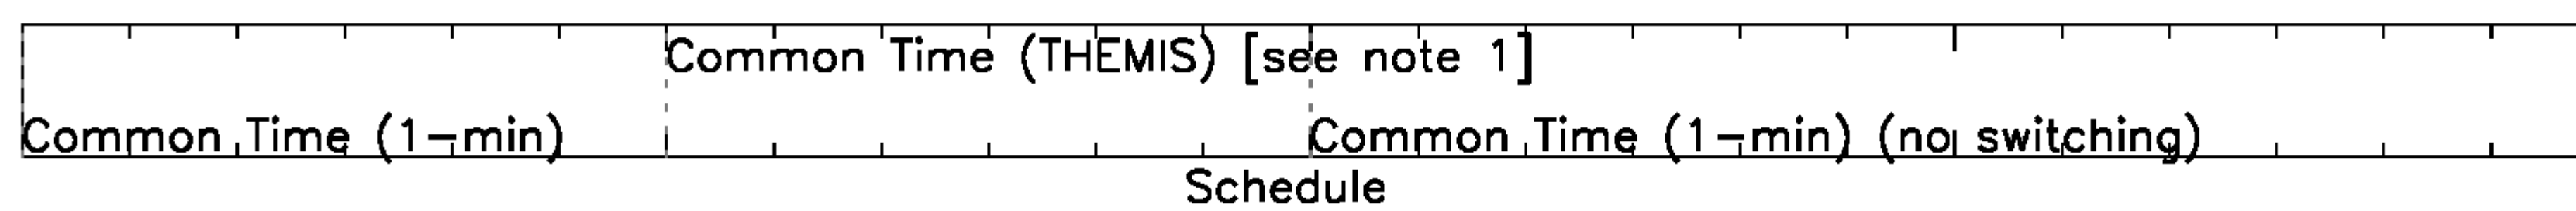 Common Time (THEMIS) [see note 1]
Common Time (1-min)
Common Time (1-min) (no switching)
Schedule